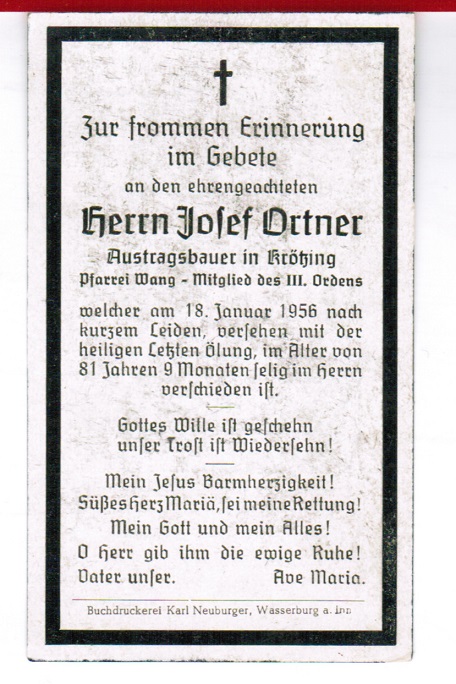 Zur frommen Erinnerung
im Gebete
an den ehrengeachteten
Herrn Josef Ortner
Austragsbauer in Krötzing
Pfarrei Wang - Mitglied des III. Ordens
welcher am 18. Januar 1956 nach
kurzem Leiden, versehen mit der
heiligen Letzten Ölung, im Alter von
81 Jahren 9 Monaten selig im Herrn
verschieden ist.
Gottes Wille ist geschehn
unser Trost ist Wiedersehn!
Mein Jesus Barmherzigkeit!
Süßes Herz Mariä, sei meine Rettung!
Mein Gott und mein Alles!
O Herr gib ihm die ewige Ruhe!
Vater unser. Ave Maria.
Buchdruckerei Karl Neuburger, Wasserburg a. Inn